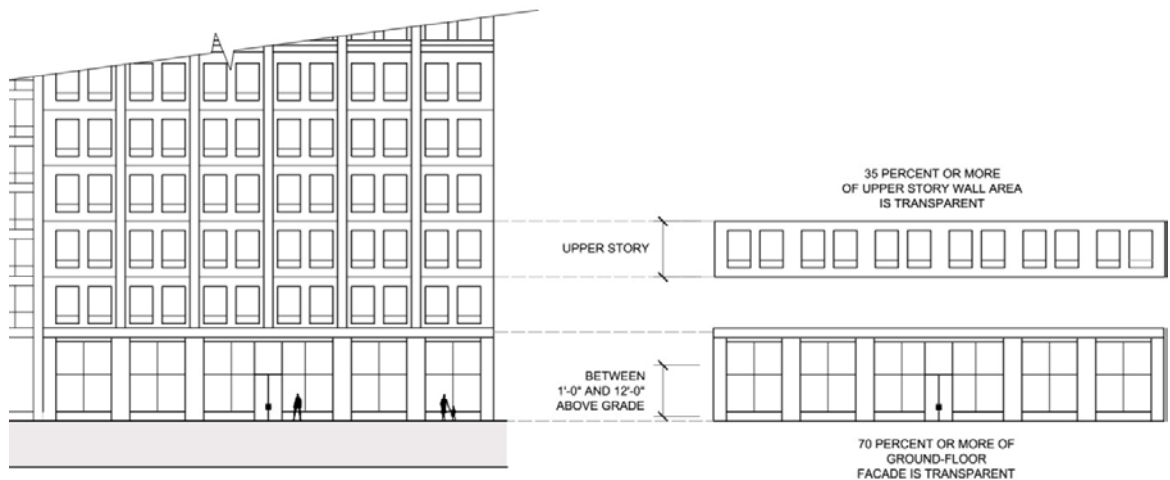 35 PERCENT OR MORE
OF UPPER STORY WALL AREA
IS TRANSPARENT
UPPER STORY
BETWEEN
1'-0" AND 12'-0"
ABOVE GRADE
70 PERCENT OR MORE OF
GROUND-FLOOR
FACADE IS TRANSPARENT